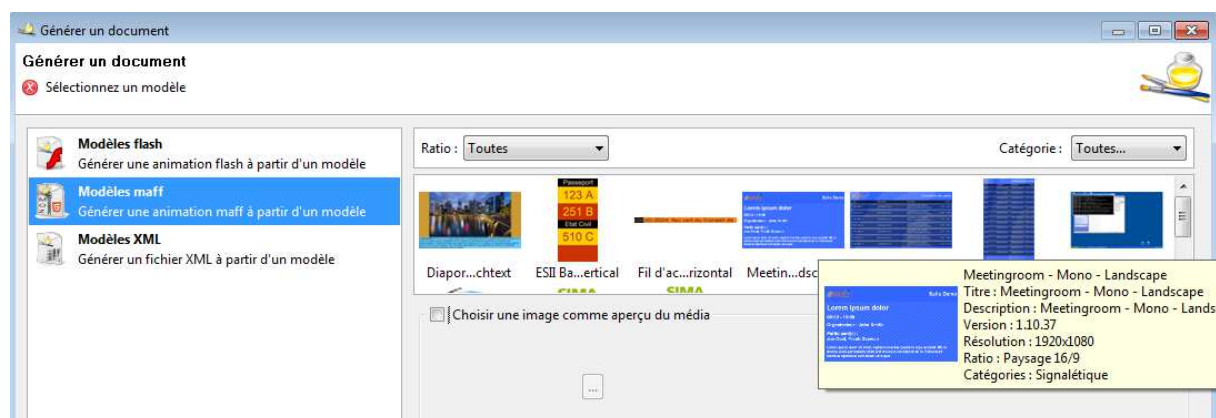 Générer un document
Générer un document
Sélectionnez un modèle
Modèles flash
Générer une animation flash à partir d'un modèle
Modèles maff
Générer une animation maff à partir d'un modèle
Modèles XML
Générer un fichier XML à partir d'un modèle
Ratio : Toutes
Catégorie : Toutes...
Passeport
123 A
251 B
Etat Civil
510 C
Lorem ipsum dolor
Diapor...chtext
ESII Ba...ertical
Fil d'ac...rizontal
Meetin...dsc
SIMA
SIMA
Choisir une image comme aperçu du média
...
Lorem ipsum dolor
Meetingroom - Mono - Landscape
Titre : Meetingroom - Mono - Landscape
Description : Meetingroom - Mono - Lands
Version : 1.10.37
Résolution : 1920x1080
Ratio : Paysage 16/9
Catégories : Signalétique